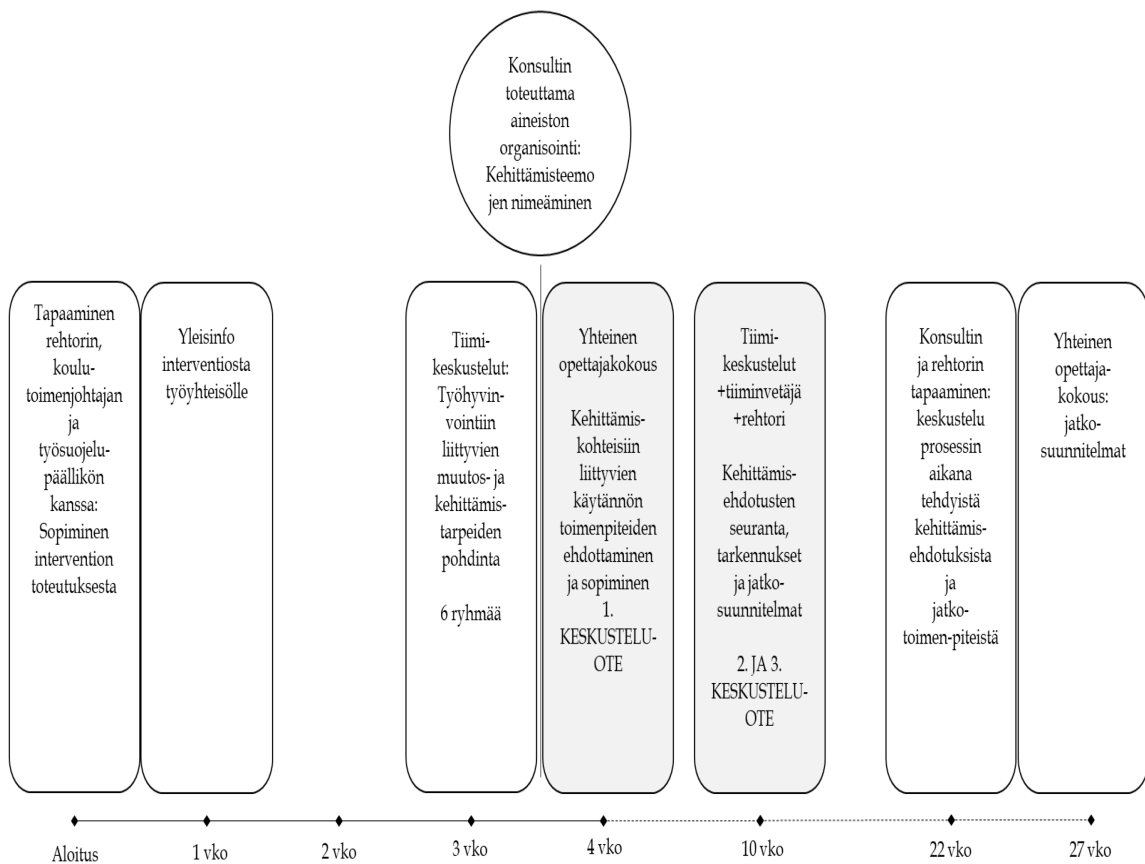 Konsultin
toteuttama
aineiston
organisointi:
Kehittämisteemo
jen nimeäminen
Tapaaminen
rehtorin,
koulu-
toimenjohtajan
ja
työsuojelu-
päällikön
kanssa:
Sopiminen
intervention
toteutuksesta
Yleisinfo
interventiosta
työyhteisölle
Tiimi-
keskustelut:
Työhyvin-
vointiin
liittyvien
muutos- ja
kehittämis-
tarpeiden
pohdinta
6 ryhmää
Yhteinen
opettajakokous
Kehittämis-
kohteisiin
liittyvien
käytännön
toimenpiteiden
ehdottaminen
ja sopiminen
1.
KESKUSTELU-
OTE
Tiimi-
keskustelut
+tiiminvetäjä
+rehtori
Kehittämis-
ehdotusten
seuranta,
tarkennukset
ja jatko-
suunnitelmat
2. JA 3.
KESKUSTELU-
OTE
Konsultin
ja rehtorin
tapaaminen:
keskustelu
prosessin
aikana
tehdyistä
kehittämis-
ehdotuksista
ja
jatko-
toimen-piteistä
Yhteinen
opettaja-
kokous:
jatko-
suunnitelmat
Aloitus
1 vko
2 vko
3 vko
4 vko
10 vko
22 vko
27 vko